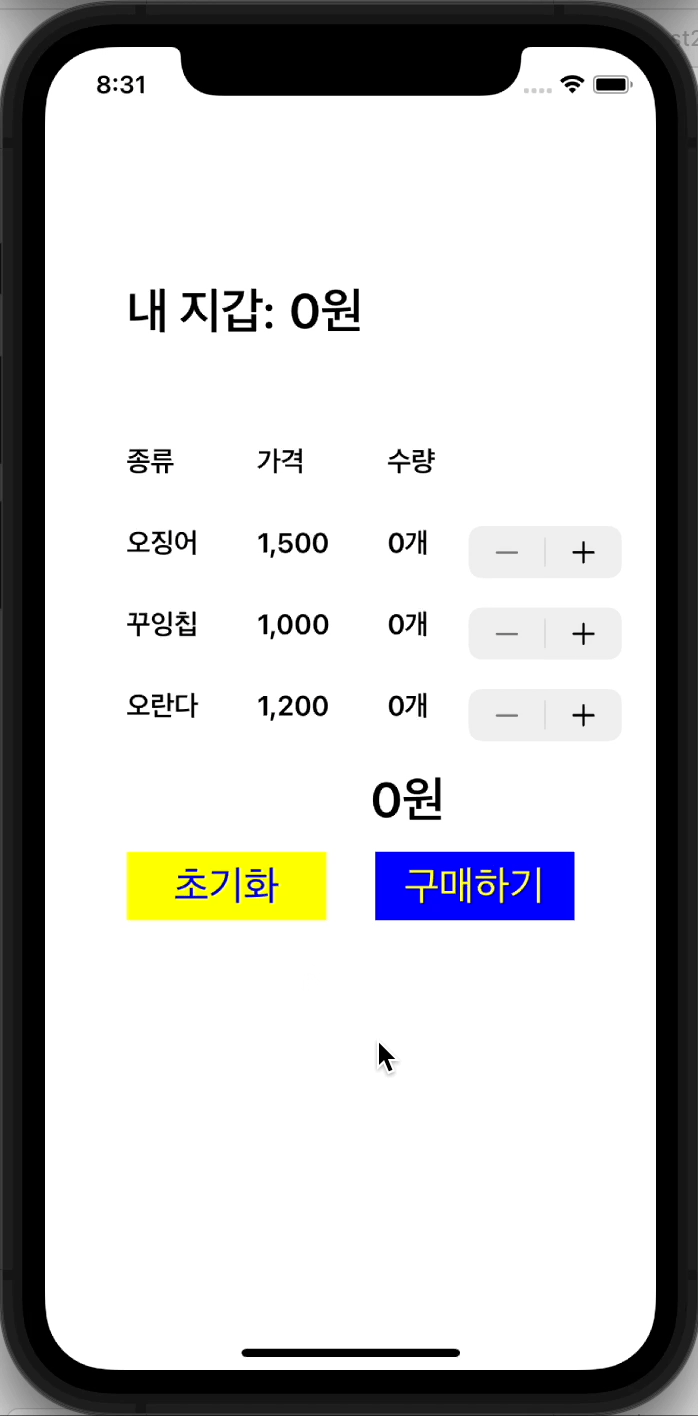 8:31
내 지갑: 0원
종류 가격 수량
오징어 1,500 0개
꾸잉칩 1,000 0개
오란다 1,200 0개
0원
초기화 구매하기